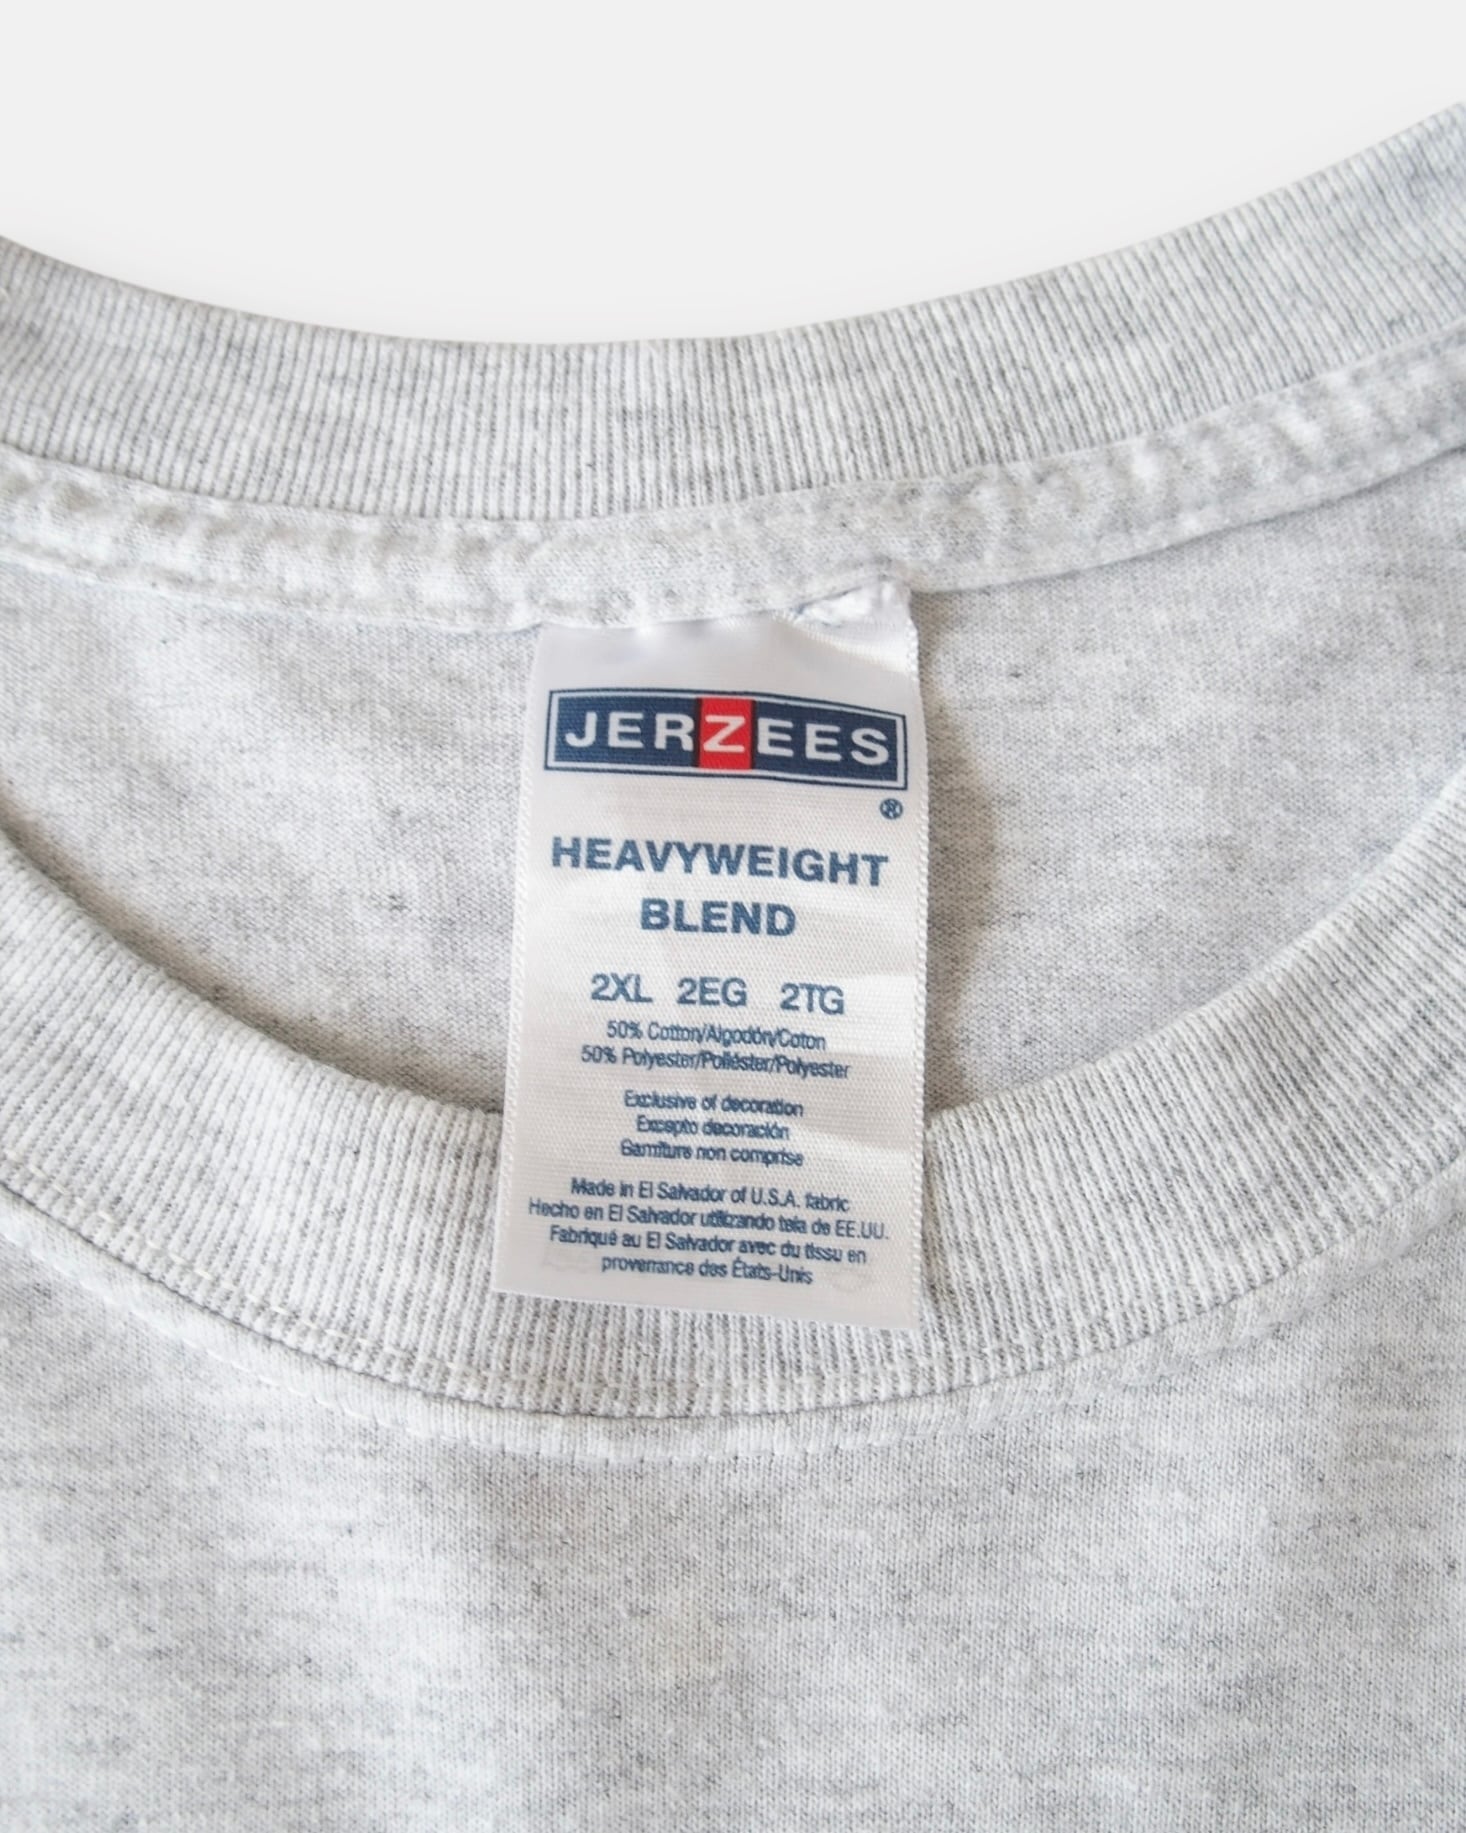 JERZEES
®
HEAVYWEIGHT
BLEND
2XL 2EG 2TG
50% Cotton/Algodón/Coton
50% Polyester/Poliéster/Polyester
Exclusive of decoration
Excepto decoración
Garniture non comprise
Made in El Salvador of U.S.A. fabric
Hecho en El Salvador utilizando tela de EE.UU.
Fabriqué au El Salvador avec du tissu en
provenance des États-Unis